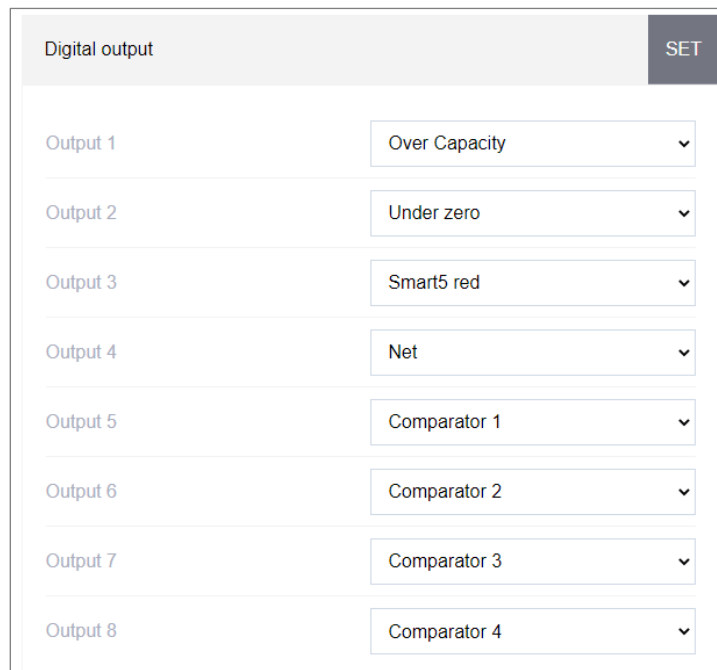 Digital output SET
Output 1 Over Capacity
Output 2 Under zero
Output 3 Smart5 red
Output 4 Net
Output 5 Comparator 1
Output 6 Comparator 2
Output 7 Comparator 3
Output 8 Comparator 4